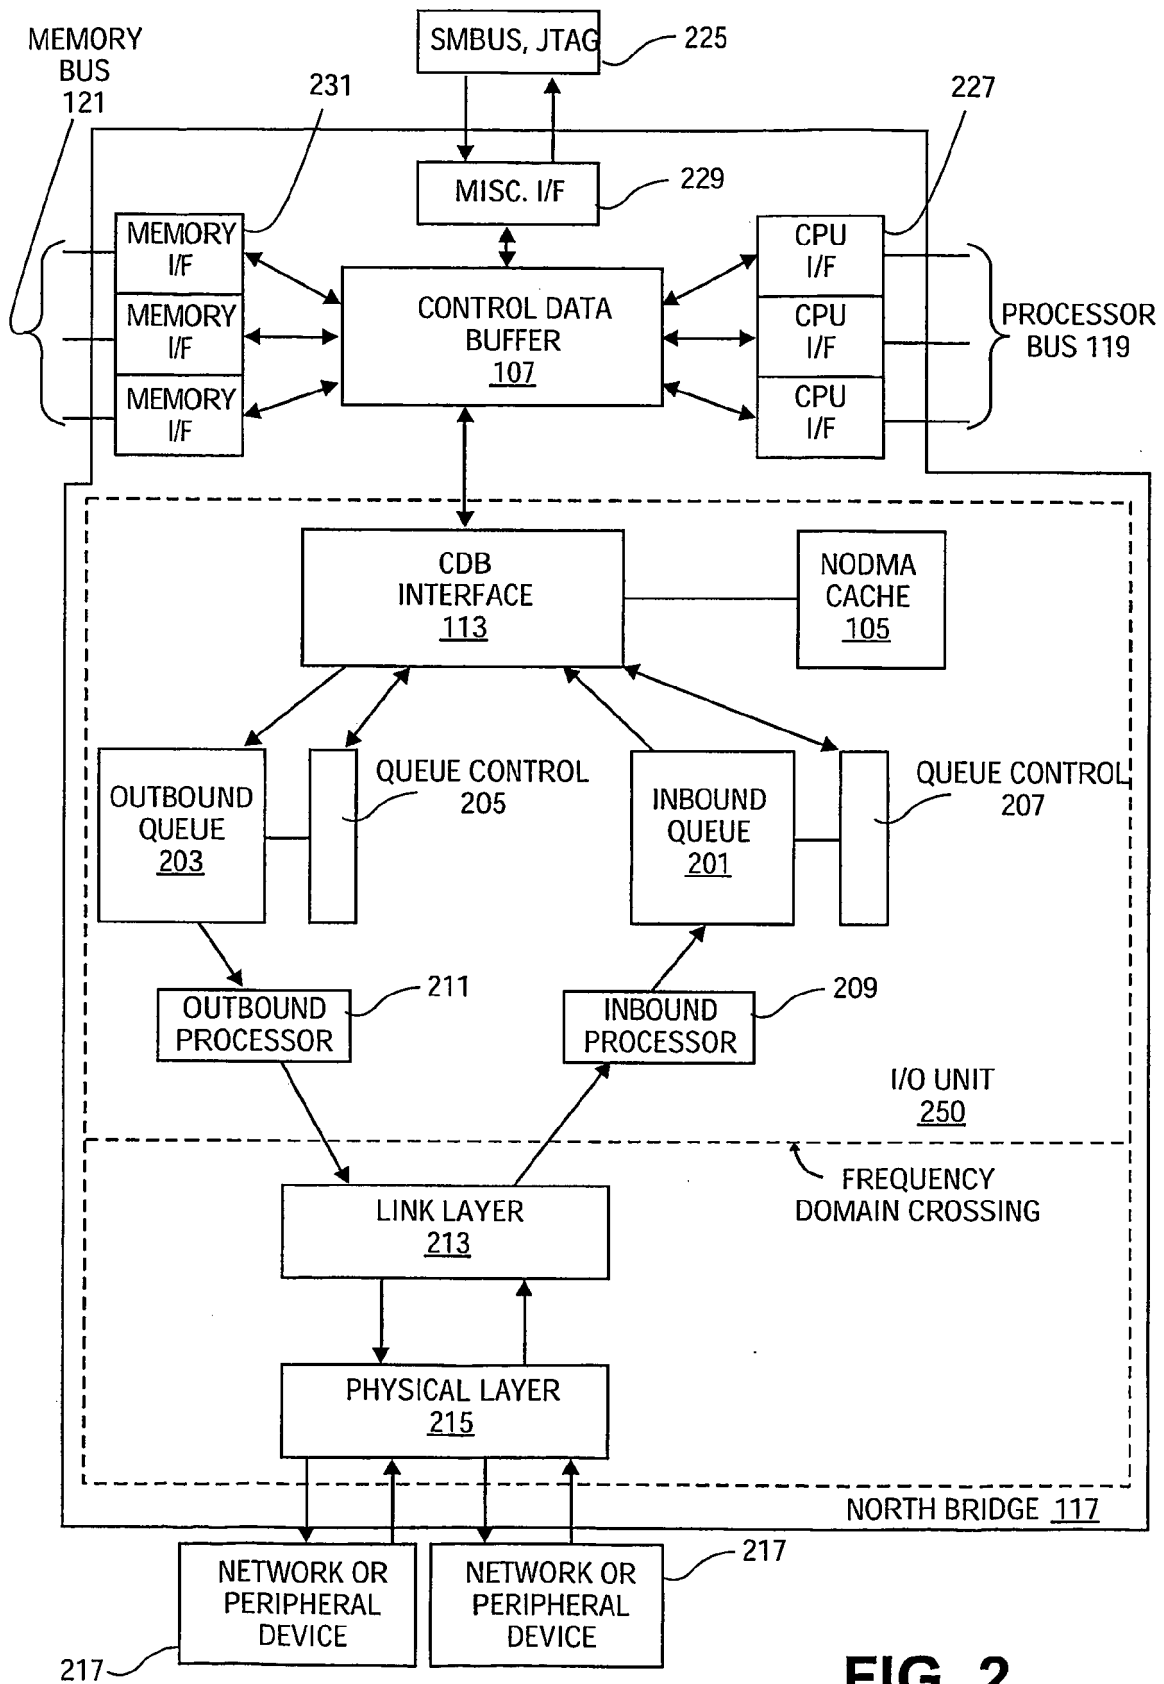 MEMORY
BUS
121
SMBUS, JTAG
225
231
227
MISC. I/F
229
MEMORY
I/F
MEMORY
I/F
MEMORY
I/F
CONTROL DATA
BUFFER
107
CPU
I/F
CPU
I/F
CPU
I/F
PROCESSOR
BUS 119
CDB
INTERFACE
113
NODMA
CACHE
105
OUTBOUND
QUEUE
203
QUEUE CONTROL
205
INBOUND
QUEUE
201
QUEUE CONTROL
207
OUTBOUND
PROCESSOR
211
INBOUND
PROCESSOR
209
I/O UNIT
250
FREQUENCY
DOMAIN CROSSING
LINK LAYER
213
PHYSICAL LAYER
215
NORTH BRIDGE 117
NETWORK OR
PERIPHERAL
DEVICE
217
NETWORK OR
PERIPHERAL
DEVICE
217
FIG. 2